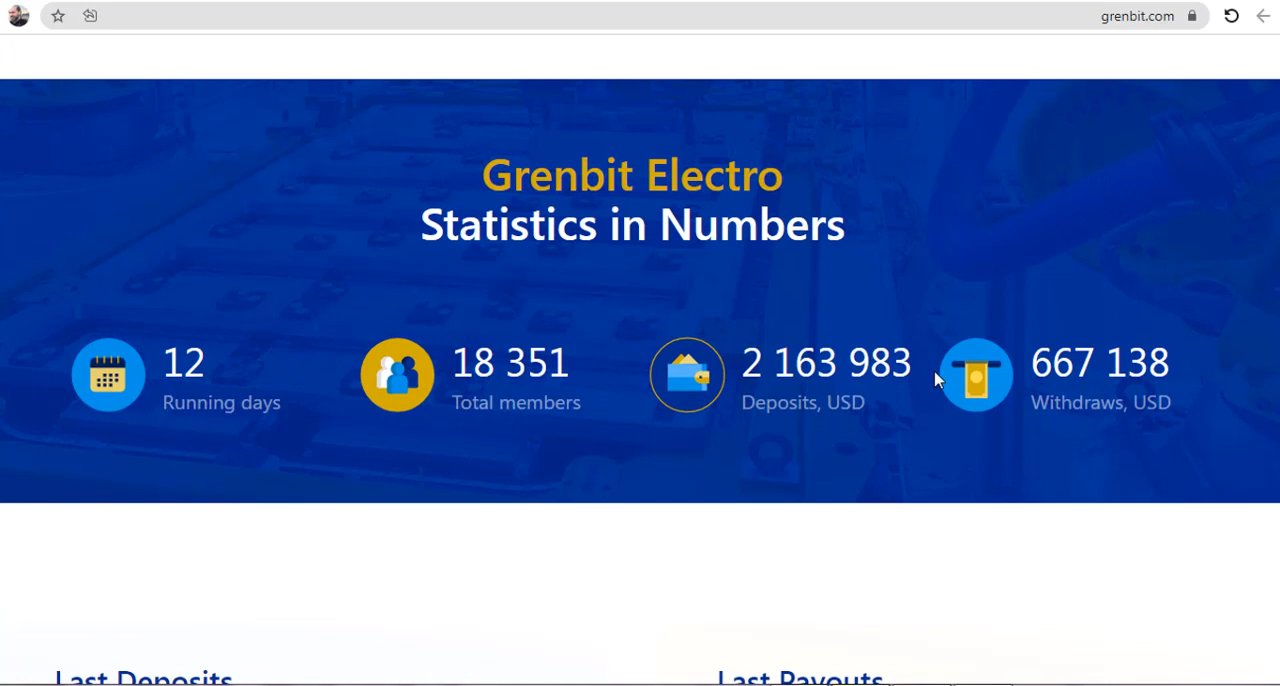 grenbit.com
Grenbit Electro
Statistics in Numbers
12
Running days
18 351
Total members
2 163 983
Deposits, USD
667 138
Withdraws, USD
Last Deposits
Last Payouts